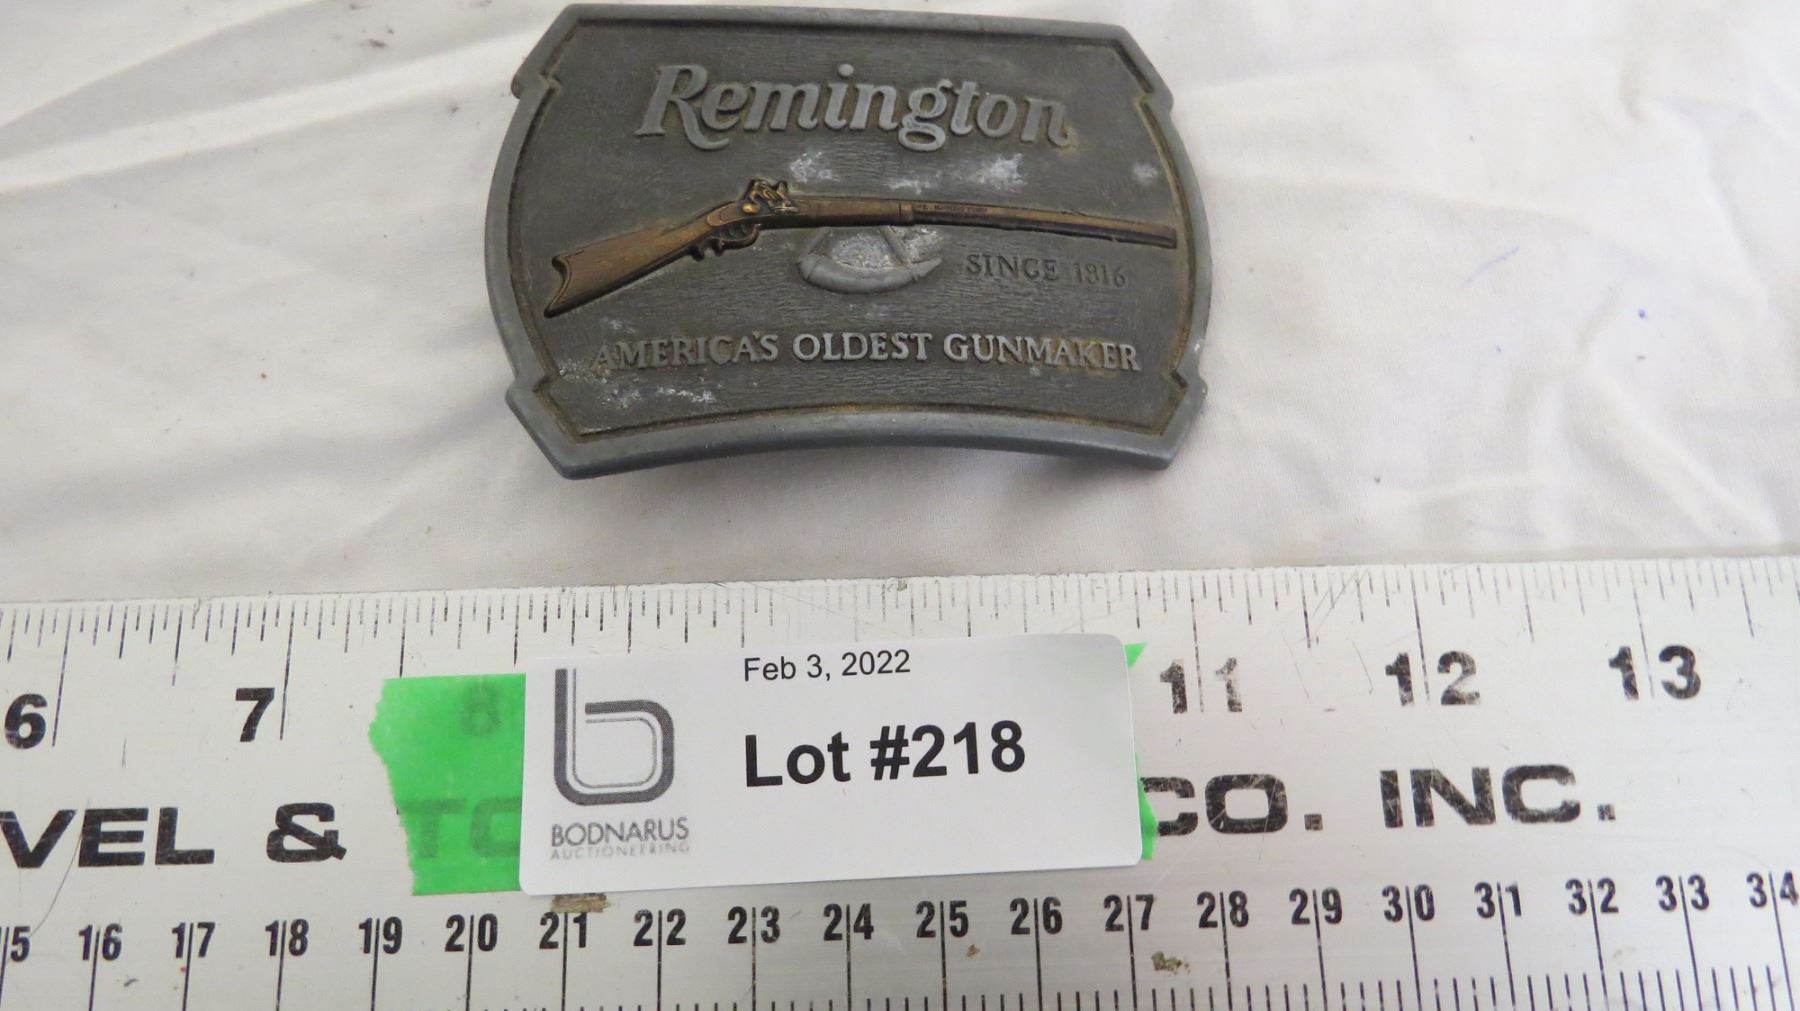 Remington
SINCE 1816
AMERICA'S OLDEST GUNMAKER
6 7 8 11 12 13
Feb 3, 2022
Lot #218
BODNARUS
AUCTIONEERING
VEL & TO CO. INC.
15 16 17 18 19 20 21 22 23 24 25 26 27 28 29 30 31 32 33 34